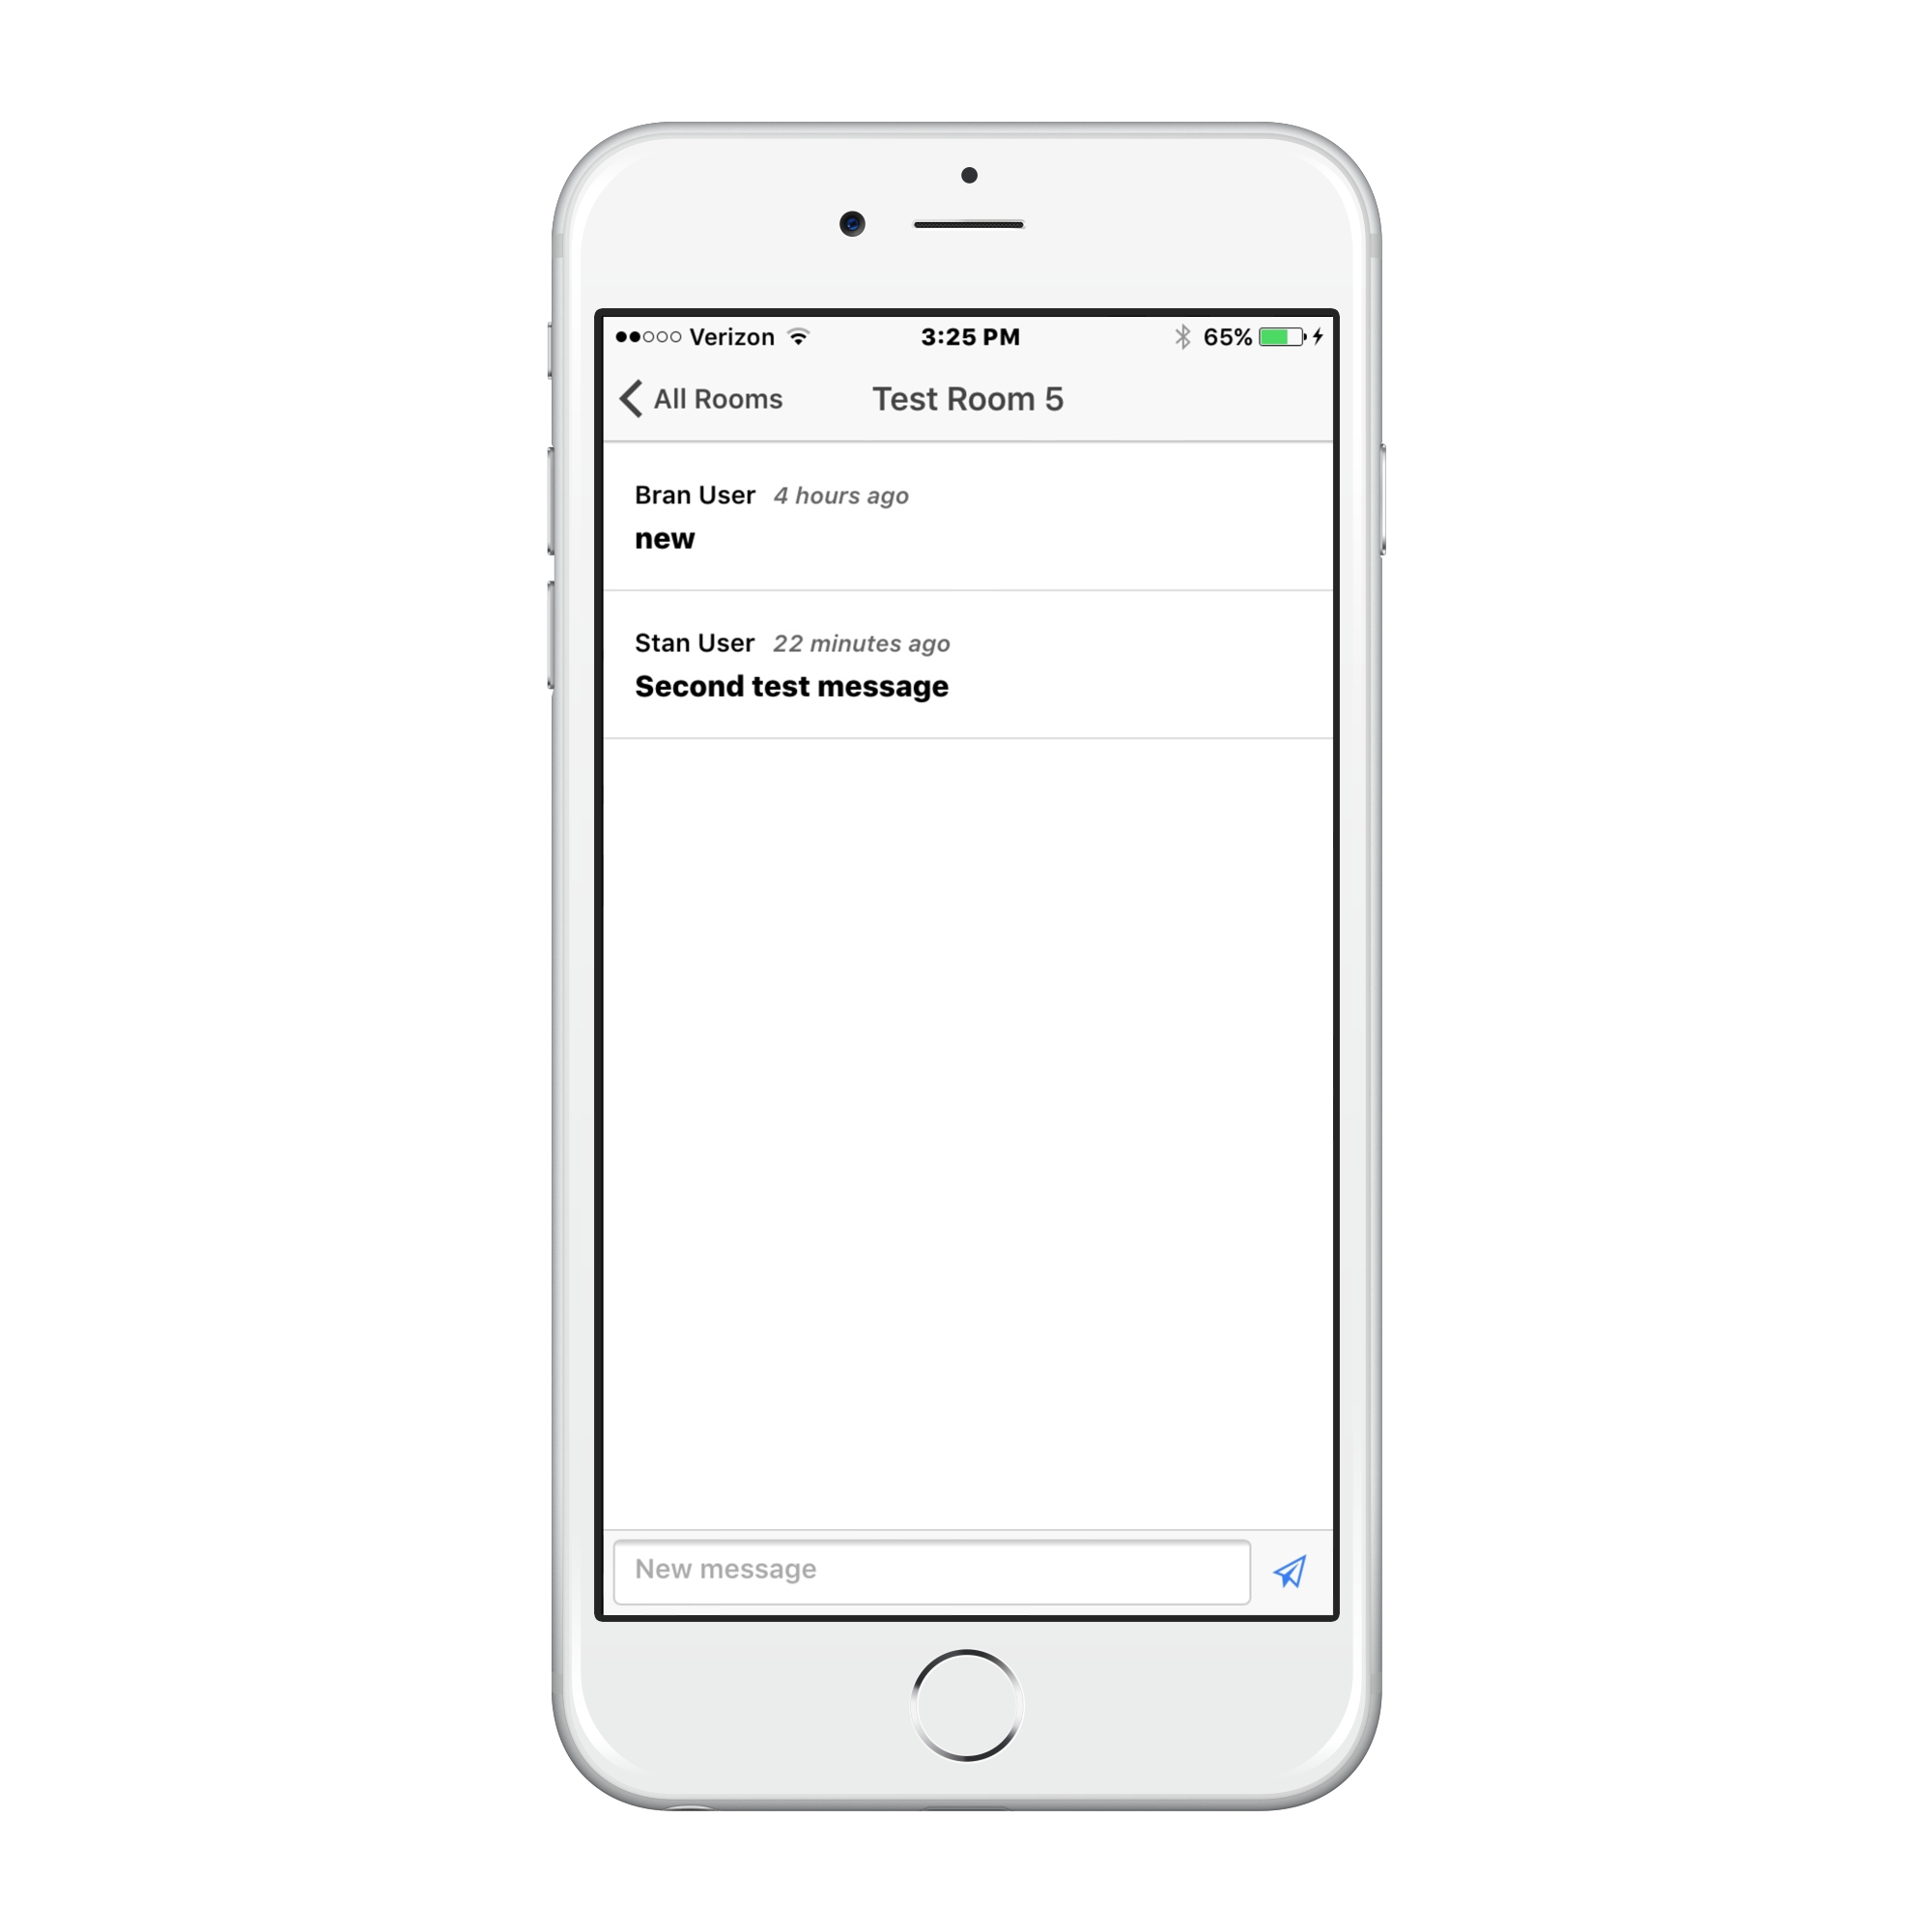 Verizon 3:25 PM 65%
All Rooms Test Room 5
Bran User 4 hours ago
new
Stan User 22 minutes ago
Second test message
New message